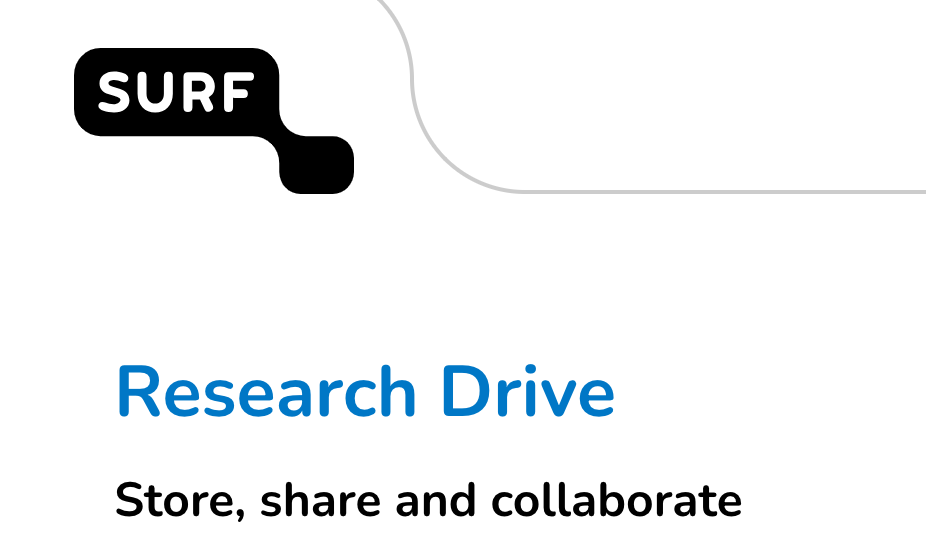 SURF
Research Drive
Store, share and collaborate